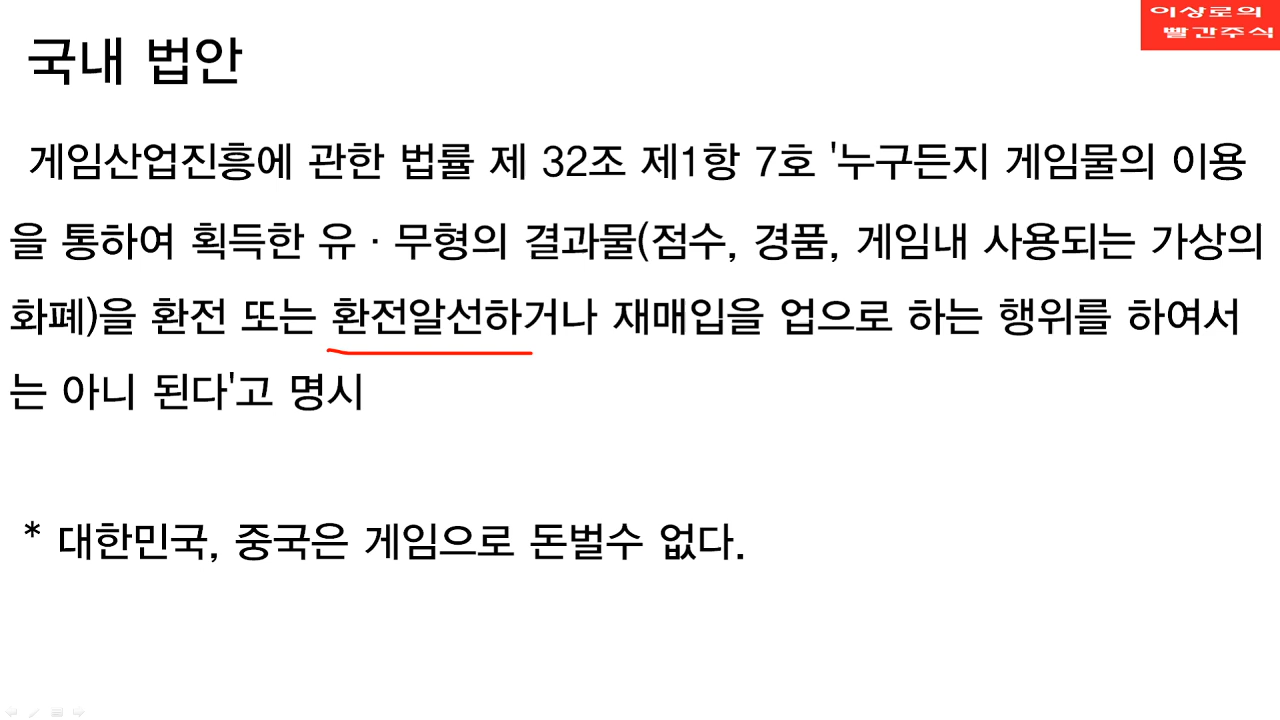 이상로의
빨간주식
국내 법안
게임산업진흥에 관한 법률 제 32조 제1항 7호 '누구든지 게임물의 이용
을 통하여 획득한 유·무형의 결과물(점수, 경품, 게임내 사용되는 가상의
화폐)을 환전 또는 환전알선하거나 재매입을 업으로 하는 행위를 하여서
는 아니 된다'고 명시
* 대한민국, 중국은 게임으로 돈벌수 없다.